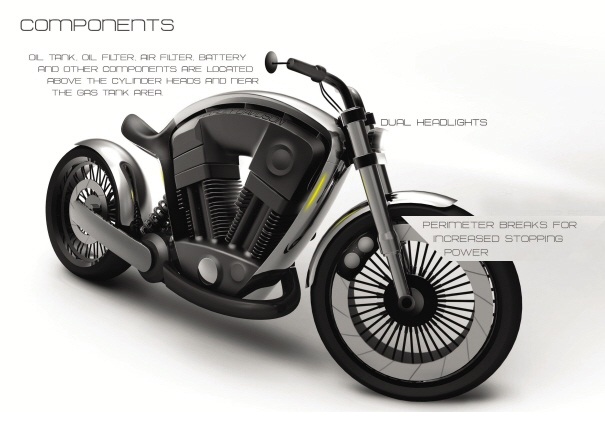 COMPONENTS
OIL TANK, OIL FILTER, AIR FILTER, BATTERY
AND OTHER COMPONENTS ARE LOCATED
ABOVE THE CYLINDER HEADS AND NEAR
THE GAS TANK AREA.
DUAL HEADLIGHTS
PERIMETER BREAKS FOR
INCREASED STOPPING
POWER